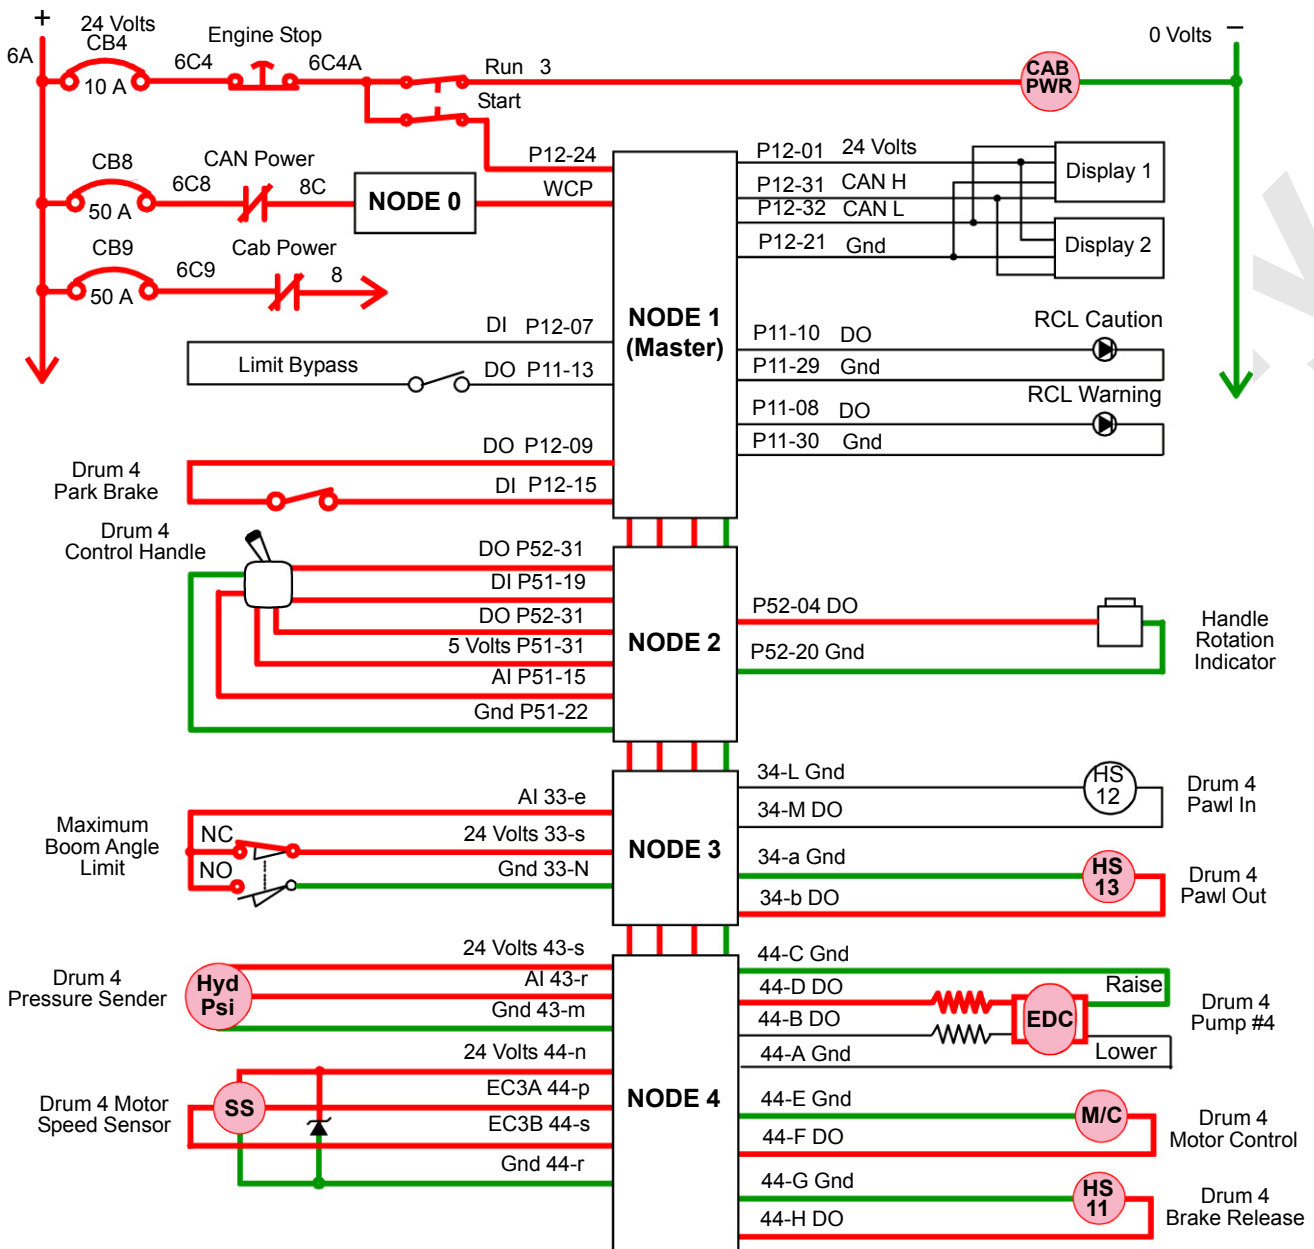 +
24 Volts
6A
CB4
10 A
6C4
Engine Stop
6C4A
Run 3
Start
CAB
PWR
0 Volts
−
CB8
50 A
6C8
CAN Power
8C
NODE 0
P12-24
WCP
CB9
50 A
6C9
Cab Power
8
NODE 1
(Master)
P12-01 24 Volts
P12-31 CAN H
P12-32 CAN L
P12-21 Gnd
Display 1
Display 2
DI P12-07
Limit Bypass
DO P11-13
P11-10 DO
P11-29 Gnd
RCL Caution
P11-08 DO
P11-30 Gnd
RCL Warning
DO P12-09
DI P12-15
Drum 4
Park Brake
Drum 4
Control Handle
DO P52-31
DI P51-19
DO P52-31
5 Volts P51-31
AI P51-15
Gnd P51-22
NODE 2
P52-04 DO
P52-20 Gnd
Handle
Rotation
Indicator
Maximum
Boom Angle
Limit
NC
NO
AI 33-e
24 Volts 33-s
Gnd 33-N
NODE 3
34-L Gnd
34-M DO
HS
12
Drum 4
Pawl In
34-a Gnd
34-b DO
HS
13
Drum 4
Pawl Out
Drum 4
Pressure Sender
Hyd
Psi
24 Volts 43-s
AI 43-r
Gnd 43-m
NODE 4
44-C Gnd
44-D DO
44-B DO
44-A Gnd
EDC
Raise
Lower
Drum 4
Pump #4
Drum 4 Motor
Speed Sensor
SS
24 Volts 44-n
EC3A 44-p
EC3B 44-s
Gnd 44-r
44-E Gnd
44-F DO
M/C
Drum 4
Motor Control
44-G Gnd
44-H DO
HS
11
Drum 4
Brake Release